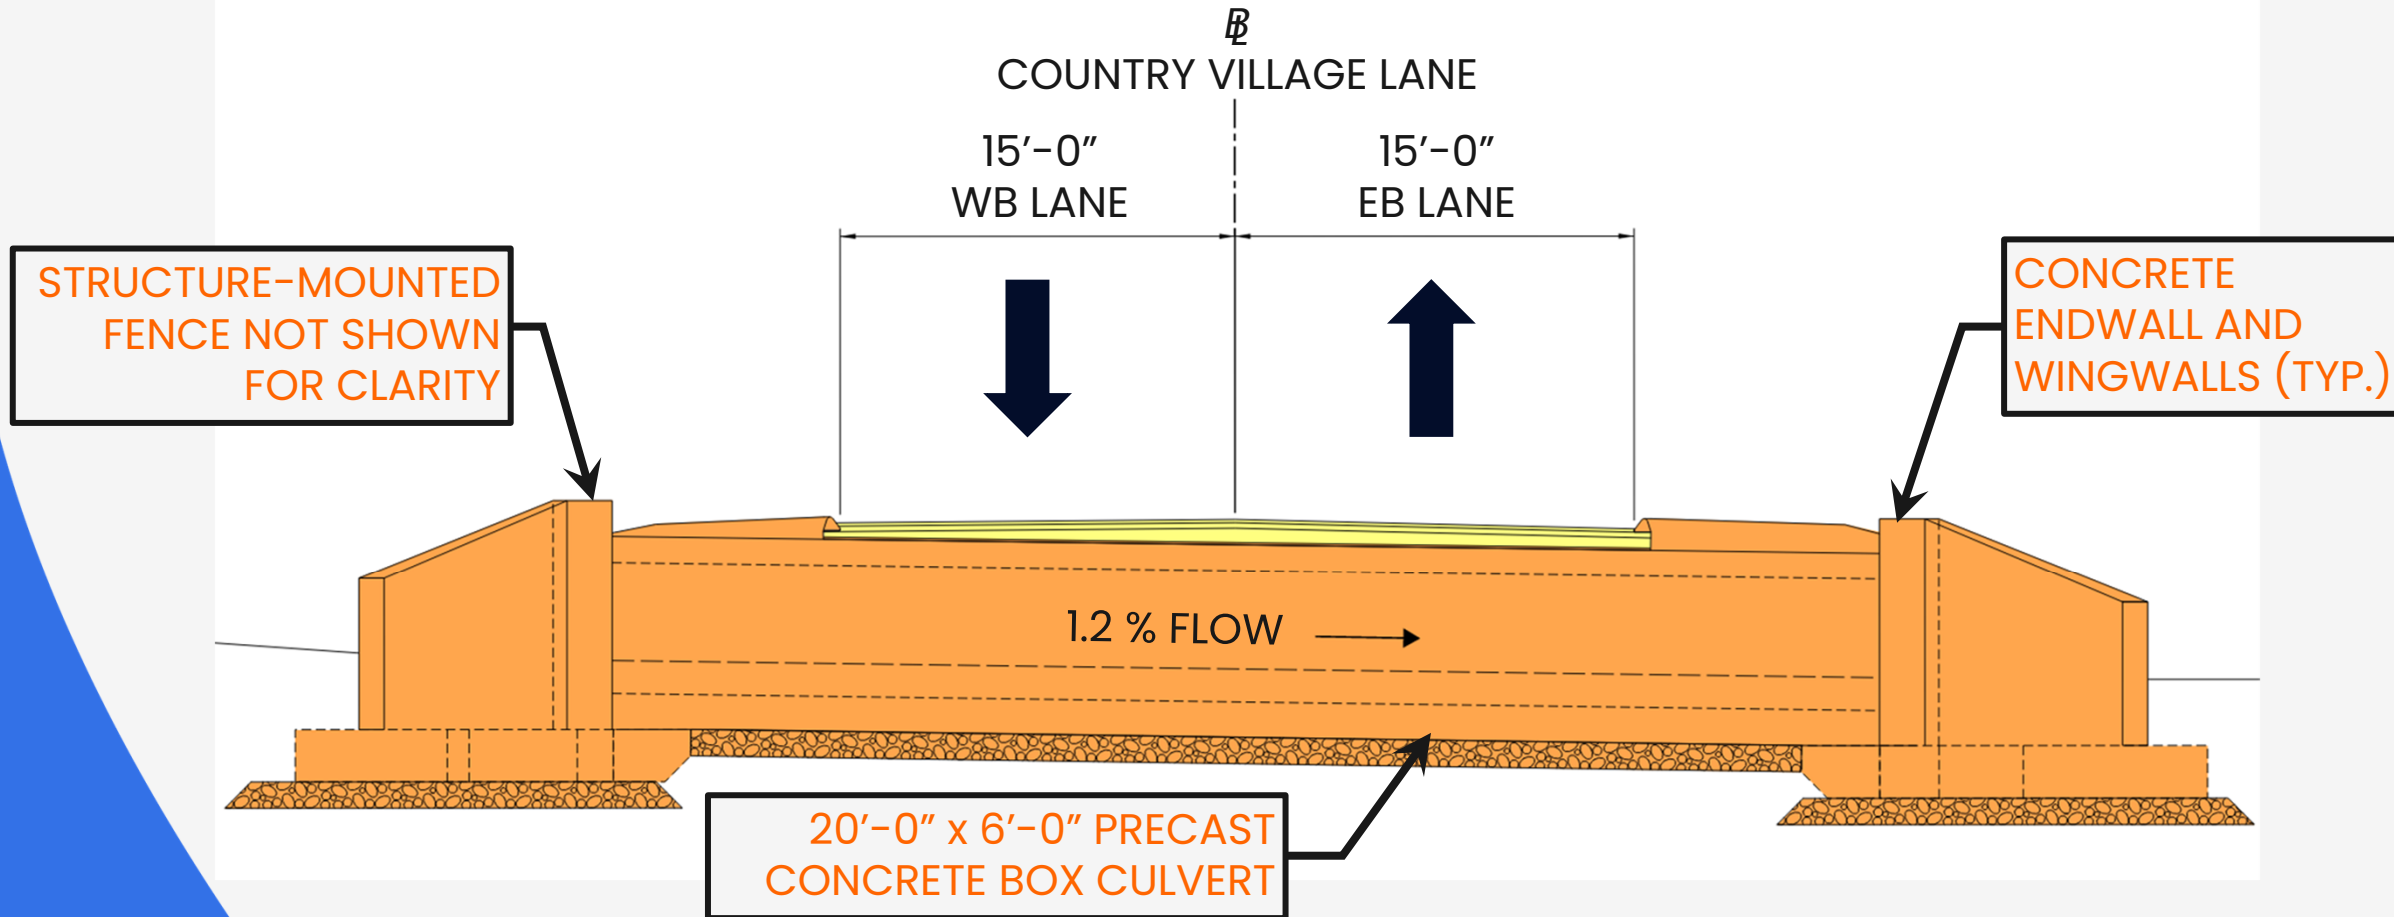 BL
COUNTRY VILLAGE LANE
15’-0”
WB LANE
15’-0”
EB LANE
STRUCTURE-MOUNTED
FENCE NOT SHOWN
FOR CLARITY
CONCRETE
ENDWALL AND
WINGWALLS (TYP.)
1.2 % FLOW
20’-0” x 6’-0” PRECAST
CONCRETE BOX CULVERT